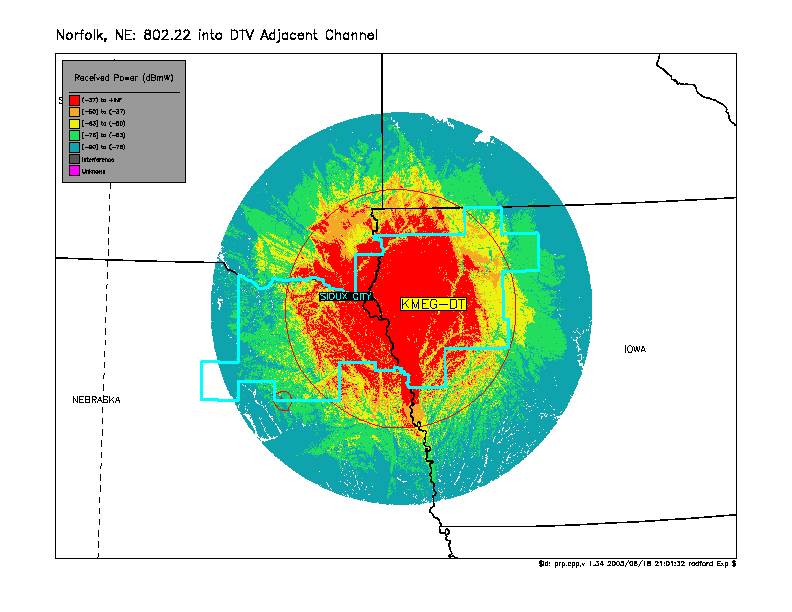 Norfolk, NE: 802.22 into DTV Adjacent Channel
Received Power (dBmW)
[-37) to +INF
[-50) to (-37)
[-63) to (-50)
[-76) to (-63)
[-90) to (-76)
Interference
Unknown
SIOUX CITY
KMEG-DT
IOWA
NEBRASKA
$Id: prp.cpp,v 1.54 2005/08/18 21:01:32 radford Exp $